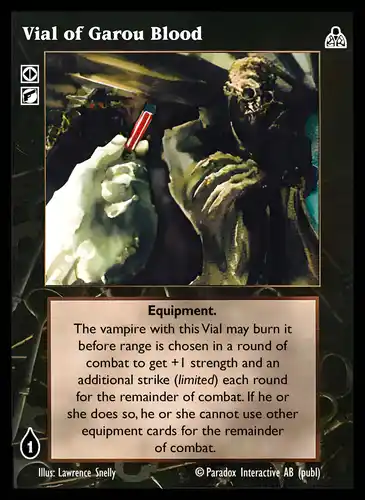 Vial of Garou Blood
Equipment.
The vampire with this Vial may burn it
before range is chosen in a round of
combat to get +1 strength and an
additional strike (limited) each round
for the remainder of combat. If he or
she does so, he or she cannot use other
equipment cards for the remainder
of combat.
1
Illus: Lawrence Snelly
© Paradox Interactive AB (publ)